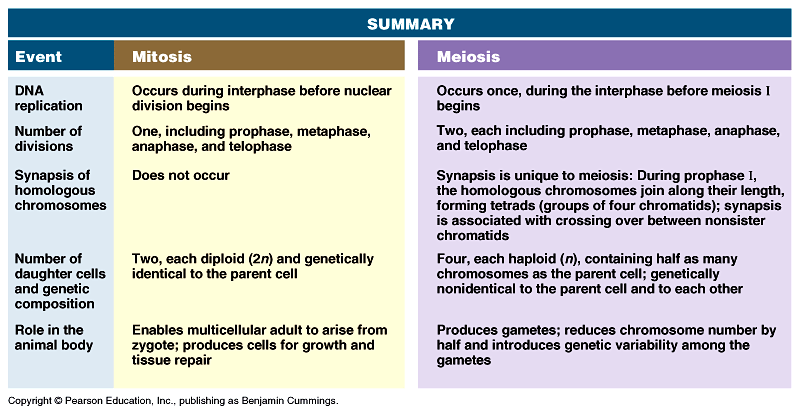 SUMMARY
Event
Mitosis
Meiosis
DNA
replication
Occurs during interphase before nuclear
division begins
Occurs once, during the interphase before meiosis I
begins
Number of
divisions
One, including prophase, metaphase,
anaphase, and telophase
Two, each including prophase, metaphase, anaphase,
and telophase
Synapsis of
homologous
chromosomes
Does not occur
Synapsis is unique to meiosis: During prophase I,
the homologous chromosomes join along their length,
forming tetrads (groups of four chromatids); synapsis
is associated with crossing over between nonsister
chromatids
Number of
daughter cells
and genetic
composition
Two, each diploid (2n) and genetically
identical to the parent cell
Four, each haploid (n), containing half as many
chromosomes as the parent cell; genetically
nonidentical to the parent cell and to each other
Role in the
animal body
Enables multicellular adult to arise from
zygote; produces cells for growth and
tissue repair
Produces gametes; reduces chromosome number by
half and introduces genetic variability among the
gametes
Copyright © Pearson Education, Inc., publishing as Benjamin Cummings.